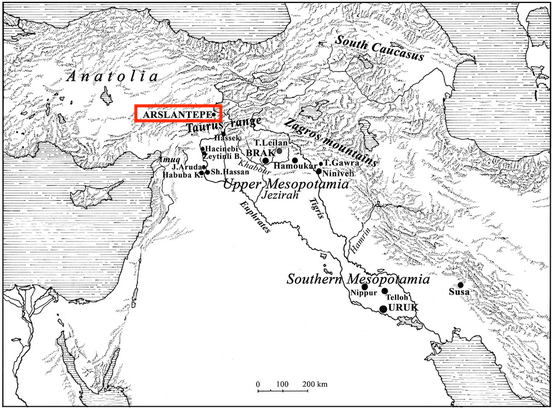 South Caucasus
Anatolia
ARSLANTEPE
Taurus range
Zagros mountains
Hassek
Hacinebi
Zeytinli B.
Amuq
J.Aruda
Habuba K.
Sh.Hassan
T.Leilan
BRAK
Khabour
Hamoukar
T.Gawra
Niniveh
Upper Mesopotamia
Jezirah
Euphrates
Tigris
Hamrin
Southern Mesopotamia
Nippur
Telloh
URUK
Susa
0 100 200 km